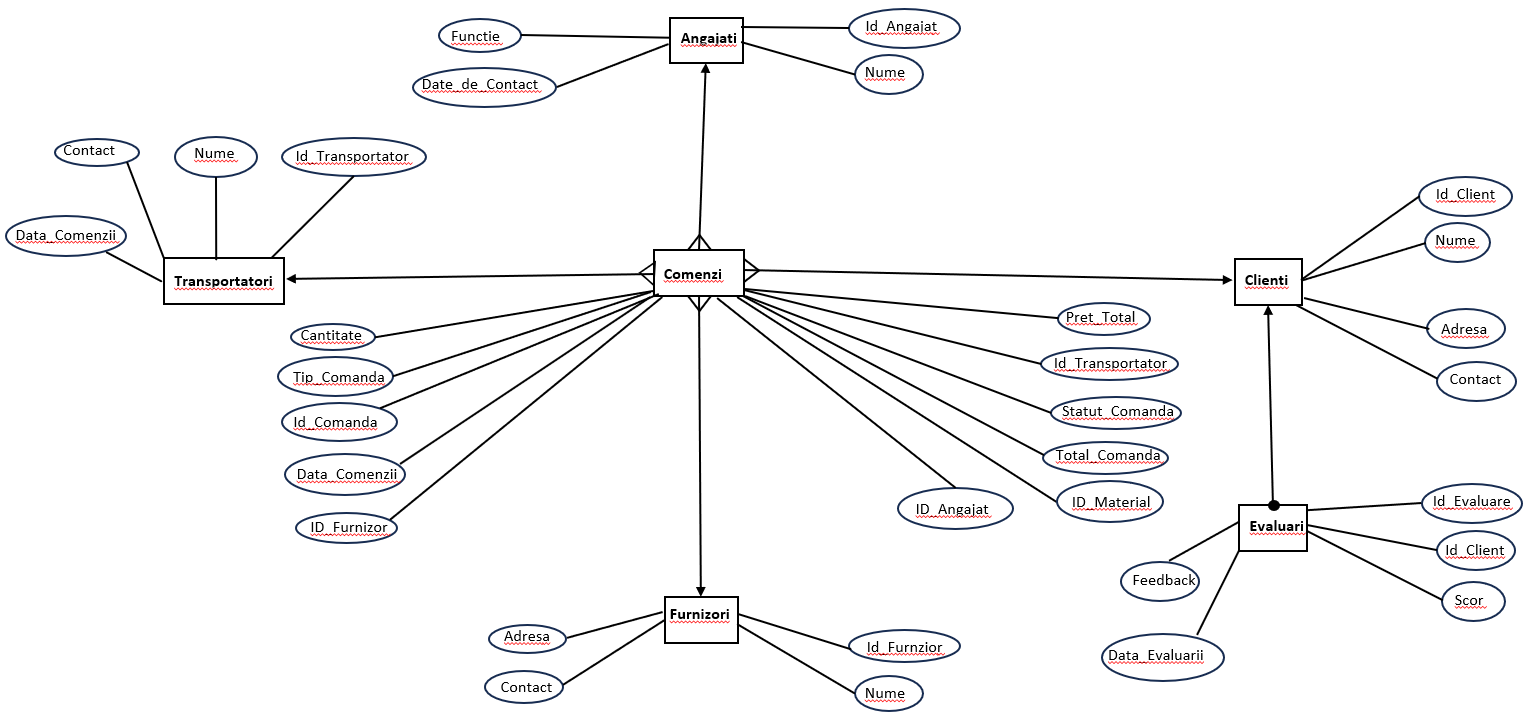 Functie
Angajati
Id_Angajat
Date_de_Contact
Nume
Contact
Nume
Id_Transportator
Data_Comenzii
Transportatori
Comenzi
Clienti
Id_Client
Nume
Adresa
Contact
Cantitate
Tip_Comanda
Id_Comanda
Data_Comenzii
ID_Furnizor
Pret_Total
Id_Transportator
Statut_Comanda
Total_Comanda
ID_Material
ID_Angajat
Evaluari
Id_Evaluare
Id_Client
Scor
Feedback
Data_Evaluarii
Furnizori
Adresa
Contact
Id_Furnzior
Nume